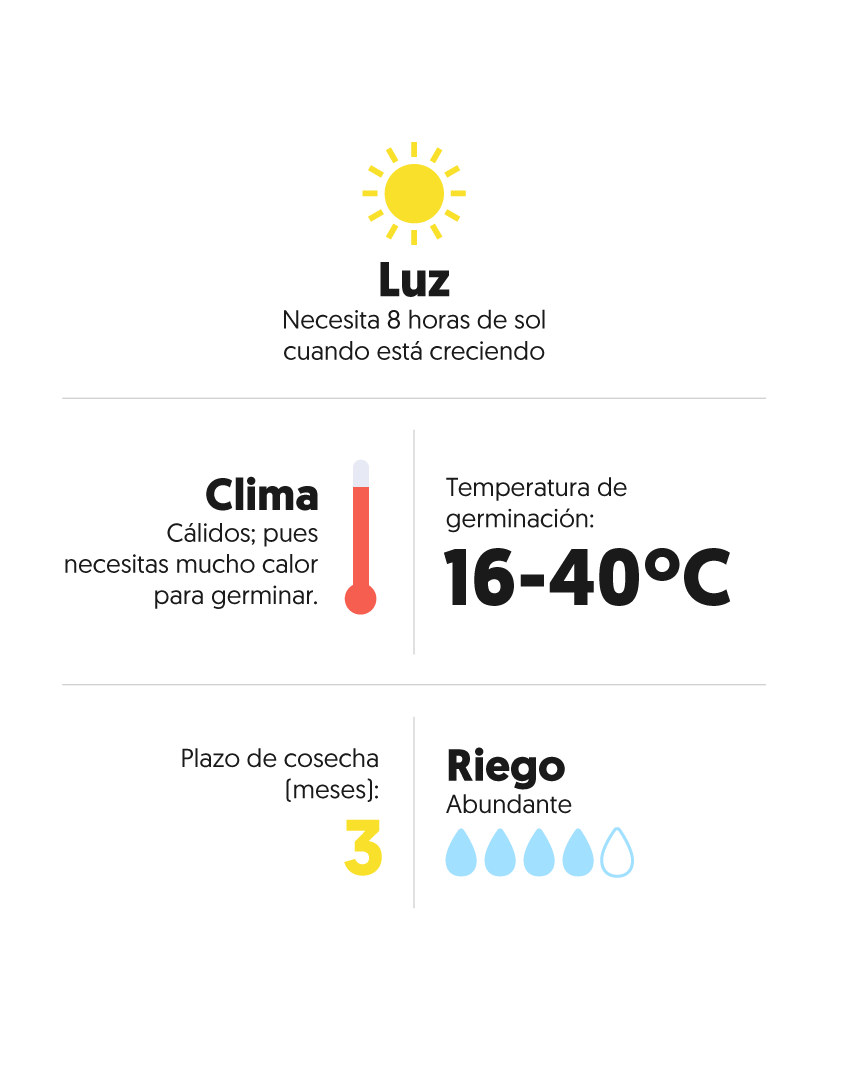 Luz
Necesita 8 horas de sol
cuando está creciendo
Clima
Cálidos; pues
necesitas mucho calor
para germinar.
Temperatura de
germinación:
16-40ºC
Plazo de cosecha
(meses):
3
Riego
Abundante